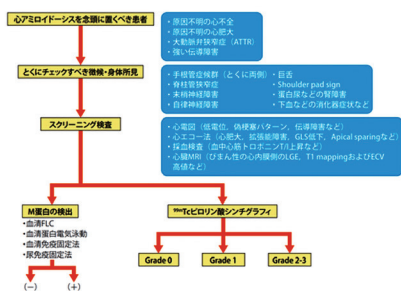 心アミロイドーシスを念頭に置くべき患者
・原因不明の心不全
・原因不明の心肥大
・大動脈弁狭窄症(ATTR)
・強い伝導障害
とくにチェックすべき徴候・身体所見
・手根管症候群(とくに両側)
・脊柱管狭窄症
・末梢神経障害
・自律神経障害
・巨舌
・Shoulder pad sign
・蛋白尿などの腎障害
・下血などの消化器症状など
スクリーニング検査
・心電図(低電位、偽梗塞パターン、伝導障害など)
・心エコー法(心肥大、拡張能障害、GLS低下、Apical sparingなど)
・採血検査(血中心筋トロポニンT/I上昇など)
・心臓MRI(びまん性の心内膜側のLGE、T1 mappingおよびECV
高値など)
M蛋白の検出
・血清FLC
・血清蛋白電気泳動
・血清免疫固定法
・尿免疫固定法
(−) (+)
99mTcピロリン酸シンチグラフィ
Grade 0 Grade 1 Grade 2-3